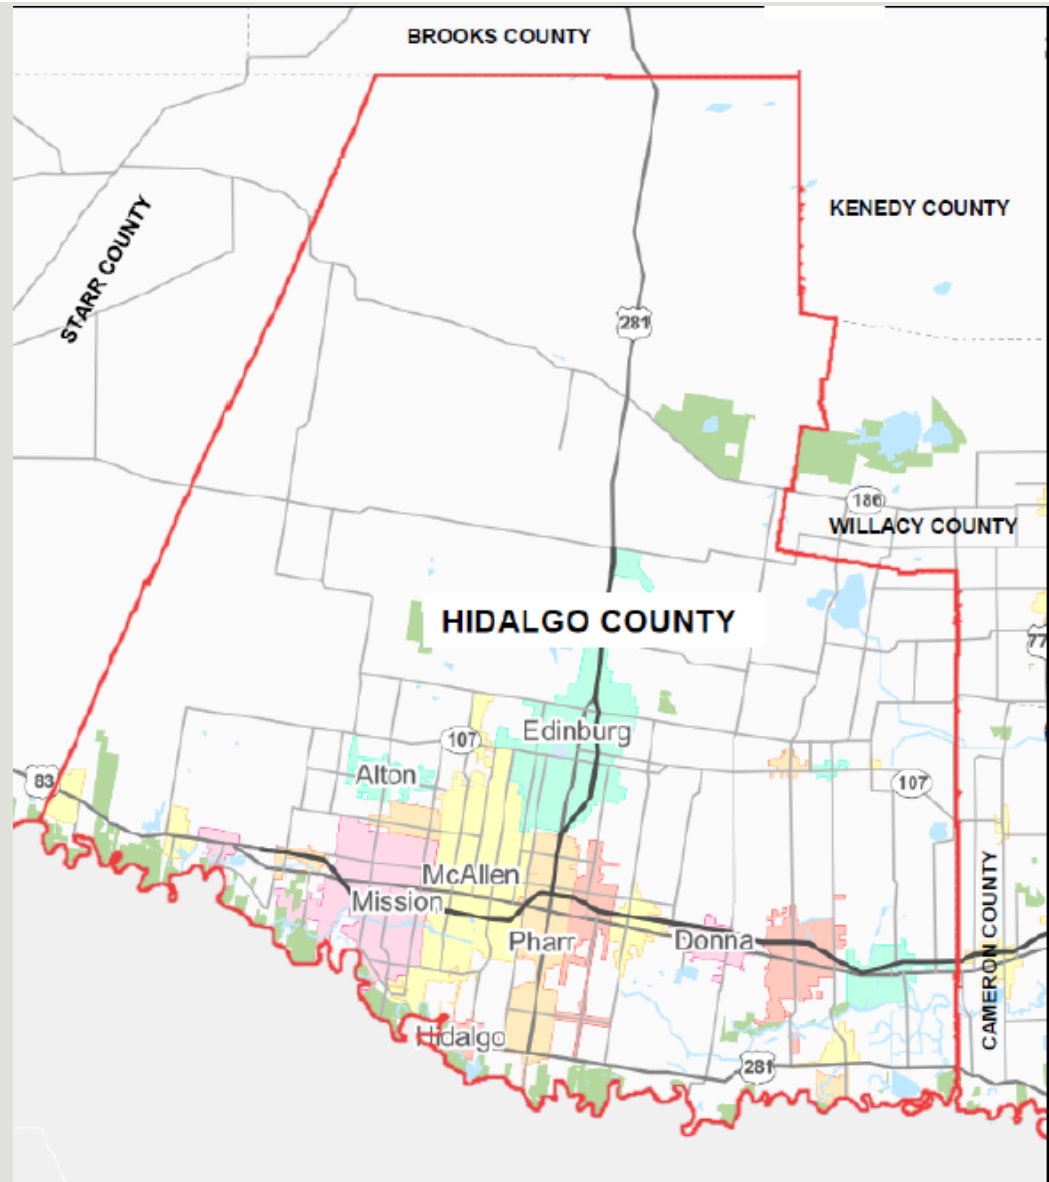 BROOKS COUNTY
KENEDY COUNTY
STARR COUNTY
281
186
WILLACY COUNTY
HIDALGO COUNTY
77
Edinburg
107
Alton
83
107
McAllen
Mission
Pharr
Donna
CAMERON COUNTY
Hidalgo
281